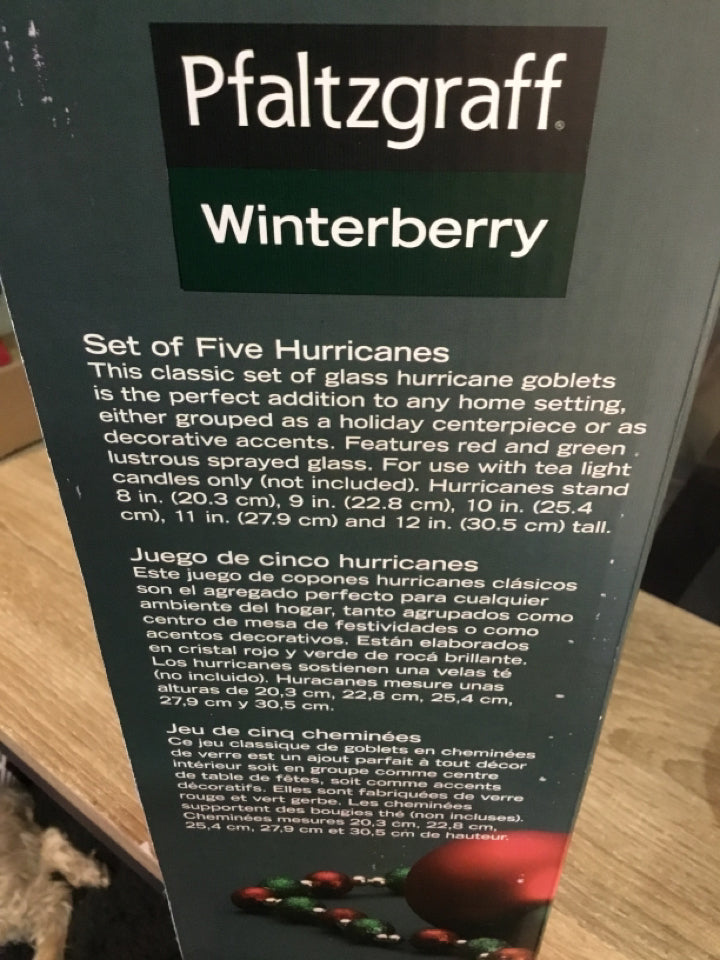 Pfaltzgraff®
Winterberry
Set of Five Hurricanes
This classic set of glass hurricane goblets
is the perfect addition to any home setting,
either grouped as a holiday centerpiece or as
decorative accents. Features red and green
lustrous sprayed glass. For use with tea light
candles only (not included). Hurricanes stand
8 in. (20.3 cm), 9 in. (22.8 cm), 10 in. (25.4
cm), 11 in. (27.9 cm) and 12 in. (30.5 cm) tall.
Juego de cinco hurricanes
Este juego de copones hurricanes clásicos
son el agregado perfecto para cualquier
ambiente del hogar, tanto agrupados como
centro de mesa de festividades o como
acentos decorativos. Están elaborados
en cristal rojo y verde de rocá brillante.
Los hurricanes sostienen una velas té
(no incluido). Huracanes mesure unas
alturas de 20,3 cm, 22,8 cm, 25,4 cm,
27,9 cm y 30,5 cm.
Jeu de cinq cheminées
Ce jeu classique de goblets en cheminées
de verre est un ajout parfait à tout décor
intérieur soit en groupe comme centre
de table de fêtes, soit comme accents
décoratifs. Elles sont fabriquées de verre
rouge et vert gerbe. Les cheminées
supportent des bougies thé (non incluses).
Cheminées mesures 20,3 cm, 22,8 cm,
25,4 cm, 27,9 cm et 30,5 cm de hauteur.